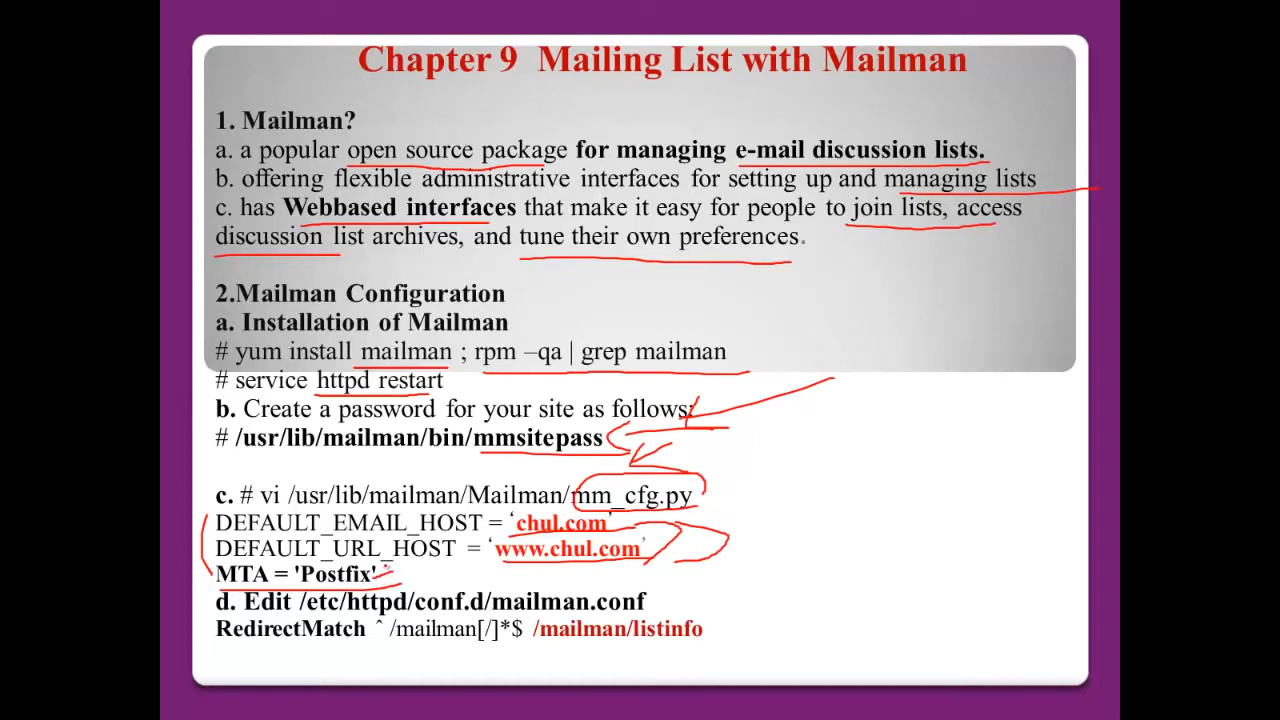 Chapter 9 Mailing List with Mailman
1. Mailman?
a. a popular open source package for managing e-mail discussion lists.
b. offering flexible administrative interfaces for setting up and managing lists
c. has Webbased interfaces that make it easy for people to join lists, access
discussion list archives, and tune their own preferences.
2.Mailman Configuration
a. Installation of Mailman
# yum install mailman ; rpm –qa | grep mailman
# service httpd restart
b. Create a password for your site as follows:
# /usr/lib/mailman/bin/mmsitepass
c. # vi /usr/lib/mailman/Mailman/mm_cfg.py
DEFAULT_EMAIL_HOST = ‘chul.com’
DEFAULT_URL_HOST = ‘www.chul.com’
MTA = 'Postfix'
d. Edit /etc/httpd/conf.d/mailman.conf
RedirectMatch ˆ /mailman[/]*$ /mailman/listinfo